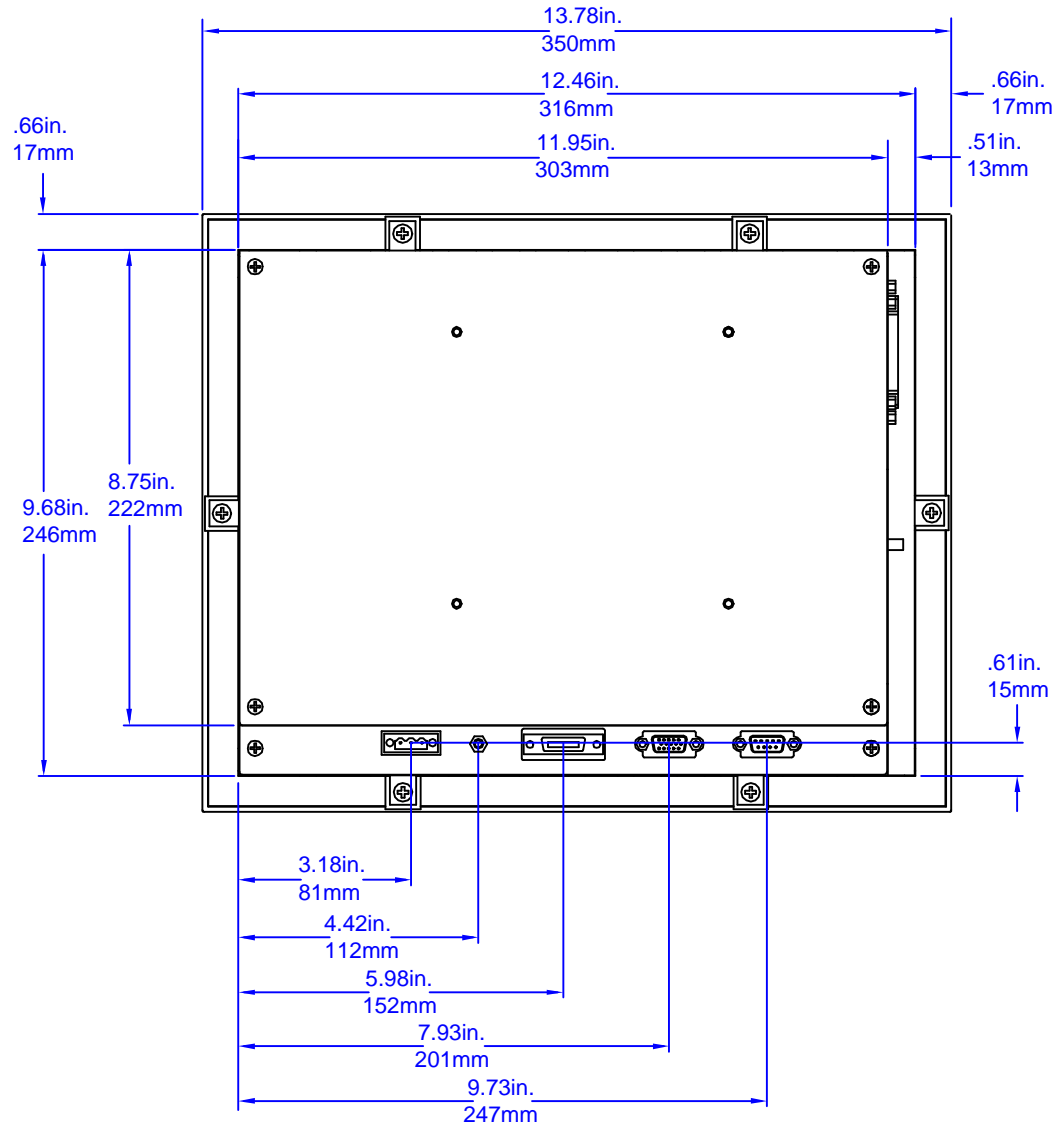 13.78in.
350mm
12.46in.
316mm
.66in.
17mm
.66in.
17mm
11.95in.
303mm
.51in.
13mm
8.75in.
222mm
9.68in.
246mm
.61in.
15mm
3.18in.
81mm
4.42in.
112mm
5.98in.
152mm
7.93in.
201mm
9.73in.
247mm